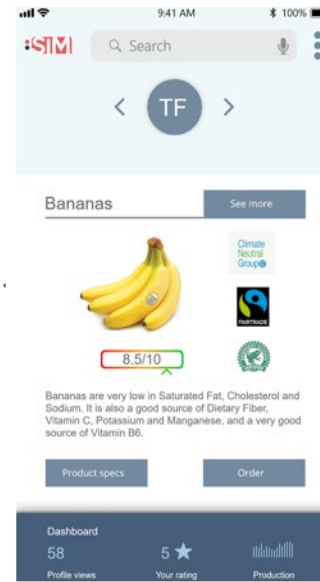 9:41 AM
100%
:SIM
Search
TF
Bananas
See more
Climate
Neutral
Group
FAIRTRADE
8.5/10
Bananas are very low in Saturated Fat, Cholesterol and
Sodium. It is also a good source of Dietary Fiber,
Vitamin C, Potassium and Manganese, and a very good
source of Vitamin B6.
Product specs
Order
Dashboard
58
5
Profile views
Your rating
Production